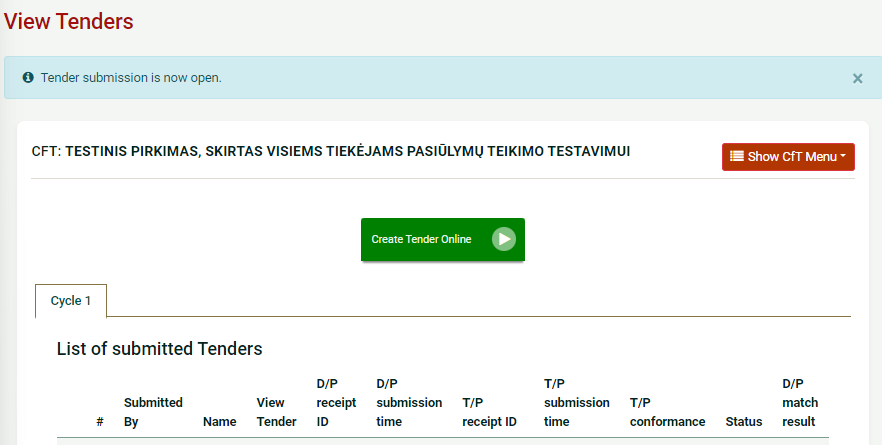 View Tenders
Tender submission is now open.
×
CFT: TESTINIS PIRKIMAS, SKIRTAS VISIEMS TIEKĖJAMS PASIŪLYMŲ TEIKIMO TESTAVIMUI
Show CfT Menu
Create Tender Online
Cycle 1
List of submitted Tenders
#
Submitted
By
Name
View
Tender
D/P
receipt
ID
D/P
submission
time
T/P
receipt ID
T/P
submission
time
T/P
conformance
Status
D/P
match
result